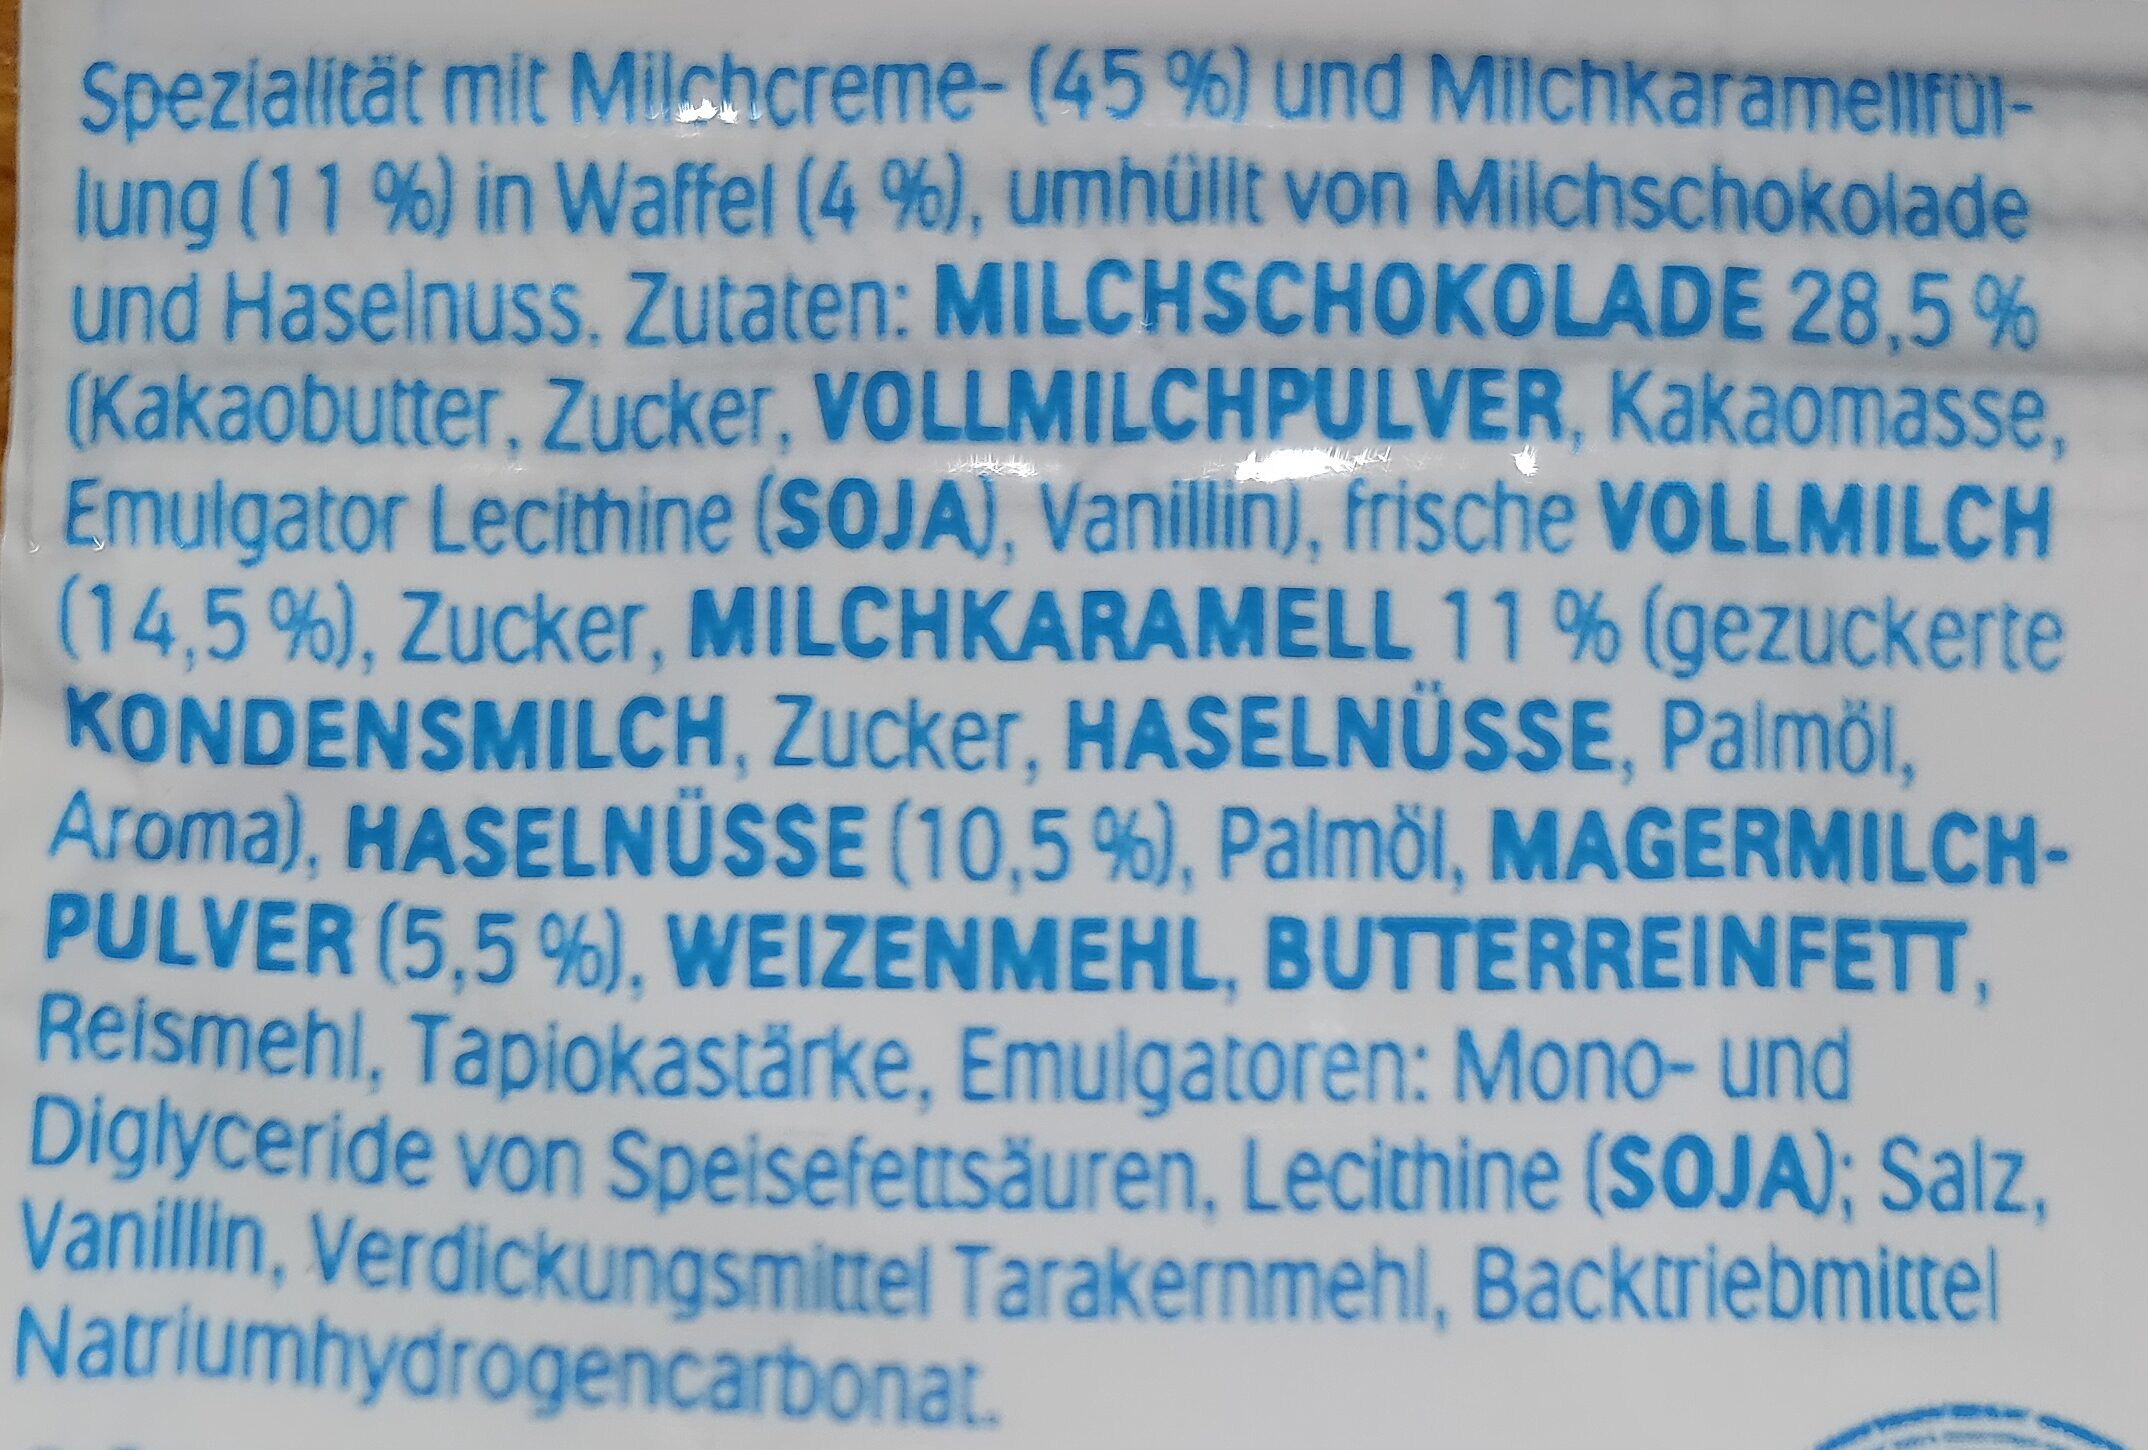 Spezialität mit Milchcreme- (45 %) und Milchkaramellfül-
lung (11 %) in Waffel (4 %), umhüllt von Milchschokolade
und Haselnuss. Zutaten: MILCHSCHOKOLADE 28,5 %
(Kakaobutter, Zucker, VOLLMILCHPULVER, Kakaomasse,
Emulgator Lecithine (SOJA), Vanillin), frische VOLLMILCH
(14,5 %), Zucker, MILCHKARAMELL 11 % (gezuckerte
KONDENSMILCH, Zucker, HASELNÜSSE, Palmöl,
Aroma), HASELNÜSSE (10,5 %), Palmöl, MAGERMILCH-
PULVER (5,5 %), WEIZENMEHL, BUTTERREINFETT,
Reismehl, Tapiokastärke, Emulgatoren: Mono- und
Diglyceride von Speisefettsäuren, Lecithine (SOJA); Salz,
Vanillin, Verdickungsmittel Tarakernmehl, Backtriebmittel
Natriumhydrogencarbonat.